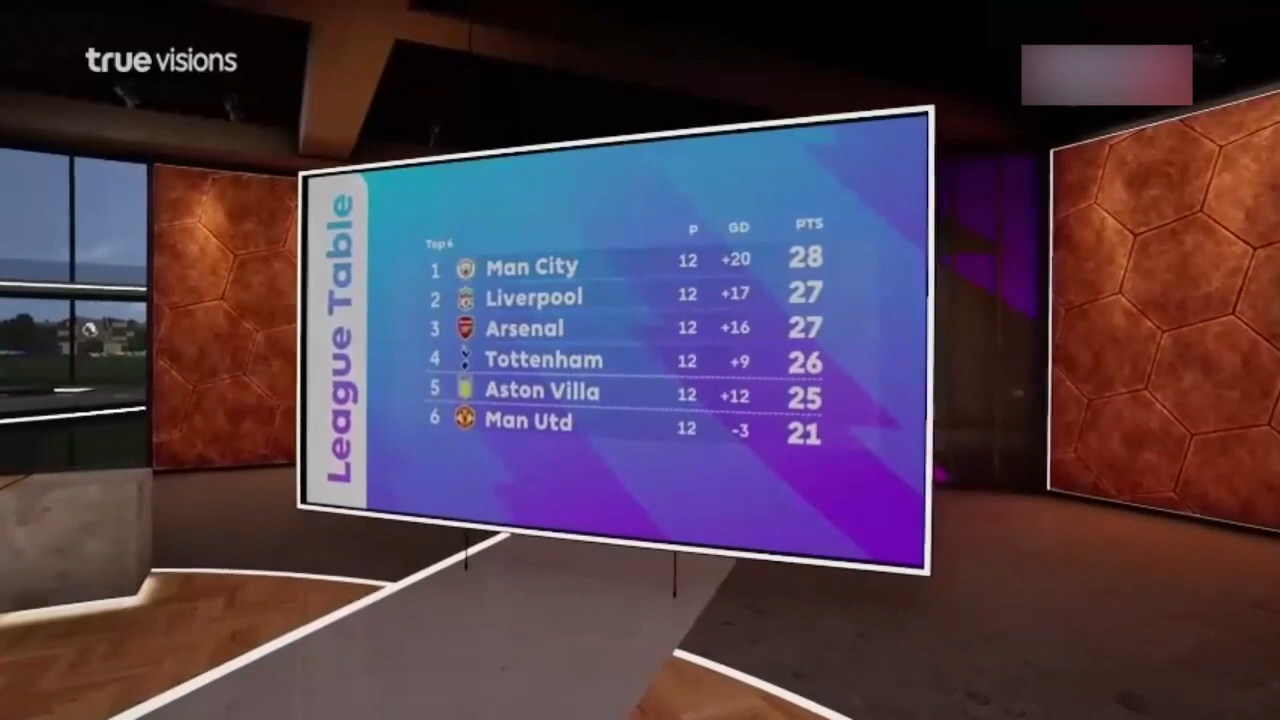 true visions
League Table
Top 6 P GD PTS
1 Man City 12 +20 28
2 Liverpool 12 +17 27
3 Arsenal 12 +16 27
4 Tottenham 12 +9 26
5 Aston Villa 12 +12 25
6 Man Utd 12 -3 21